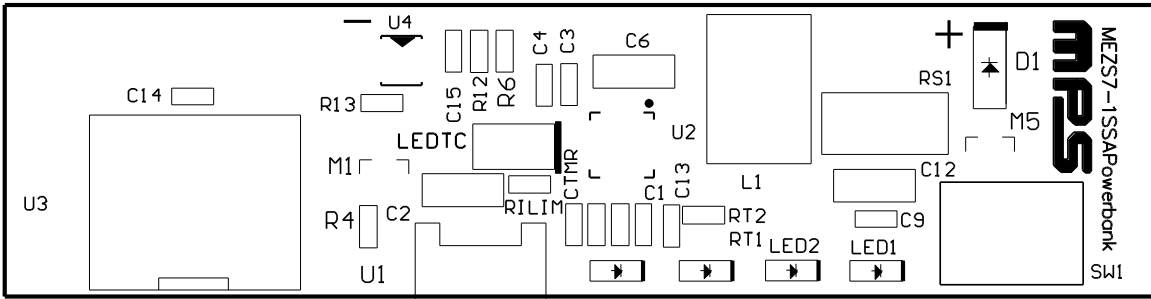 U4
C4
C3
C6
D1
RS1
C14
R13
C15
R12
R6
LEDTC
U2
M5
M1
CTMR
C13
L1
C12
U3
R4
C2
RILIM
C1
RT2
RT1
C9
U1
LED2
LED1
SW1
mPS
MEZS7-1SSAPowerbank